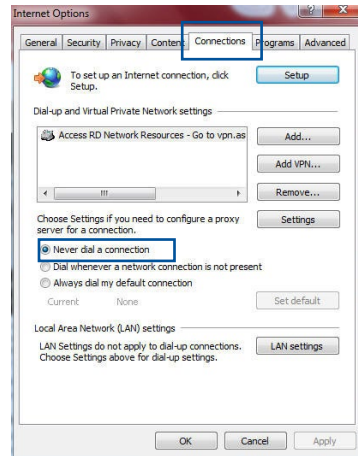 Internet Options
General Security Privacy Content Connections Programs Advanced
To set up an Internet connection, click
Setup.
Setup
Dial-up and Virtual Private Network settings
Access RD Network Resources - Go to vpn.as
Add...
Add VPN...
Remove...
Choose Settings if you need to configure a proxy
server for a connection.
Settings
Never dial a connection
Dial whenever a network connection is not present
Always dial my default connection
Current None Set default
Local Area Network (LAN) settings
LAN Settings do not apply to dial-up connections.
Choose Settings above for dial-up settings.
LAN settings
OK Cancel Apply